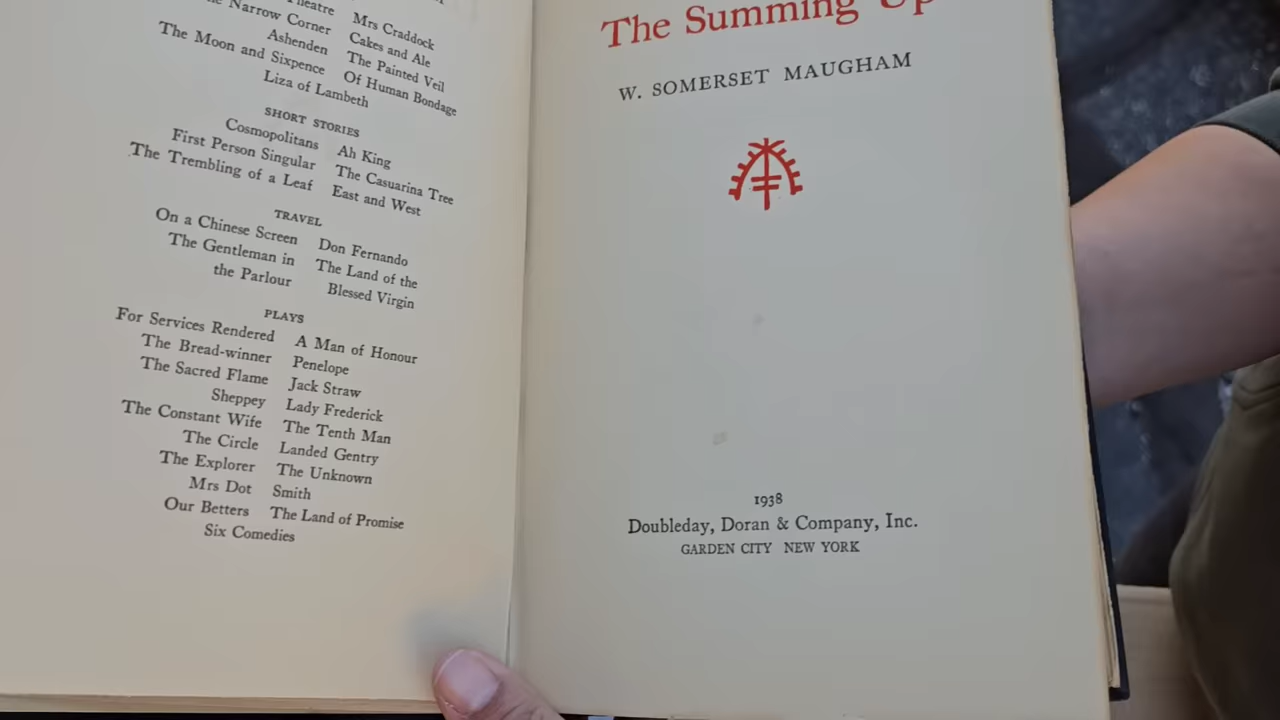 Theatre Mrs Craddock
Narrow Corner Cakes and Ale
Ashenden The Painted Veil
The Moon and Sixpence Of Human Bondage
Liza of Lambeth
SHORT STORIES
Cosmopolitans Ah King
First Person Singular The Casuarina Tree
The Trembling of a Leaf East and West
TRAVEL
On a Chinese Screen Don Fernando
The Gentleman in The Land of the
the Parlour Blessed Virgin
PLAYS
For Services Rendered A Man of Honour
The Bread-winner Penelope
The Sacred Flame Jack Straw
Sheppey Lady Frederick
The Constant Wife The Tenth Man
The Circle Landed Gentry
The Explorer The Unknown
Mrs Dot Smith
Our Betters The Land of Promise
Six Comedies
The Summing Up
W. SOMERSET MAUGHAM
1938
Doubleday, Doran & Company, Inc.
GARDEN CITY NEW YORK